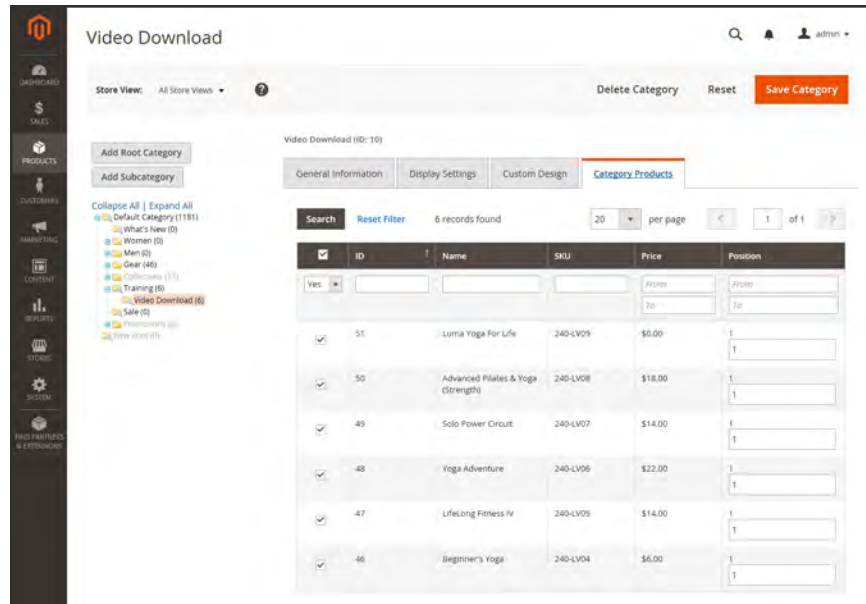 Video Download
admin
DASHBOARD
SALES
PRODUCTS
CUSTOMERS
MARKETING
CONTENT
REPORTS
STORES
SYSTEM
FIND PARTNERS
& EXTENSIONS
Store View: All Store Views
Delete Category Reset Save Category
Add Root Category
Add Subcategory
Collapse All | Expand All
Default Category (1181)
What's New (0)
Women (0)
Men (0)
Gear (46)
Collections (13)
Training (6)
Video Download (6)
Sale (0)
Promotions
Video Download (ID: 10)
General Information Display Settings Custom Design Category Products
Search Reset Filter 6 records found 20 per page 1 of 1
ID ↑ Name SKU Price Position
Yes From From
To To
51 Luma Yoga For Life 240-LV09 $0.00 1
1
50 Advanced Pilates & Yoga (Strength) 240-LV08 $18.00 1
1
49 Solo Power Circuit 240-LV07 $14.00 1
1
48 Yoga Adventure 240-LV06 $22.00 1
1
47 LifeLong Fitness IV 240-LV05 $14.00 1
1
46 Beginner's Yoga 240-LV04 $6.00 1
1